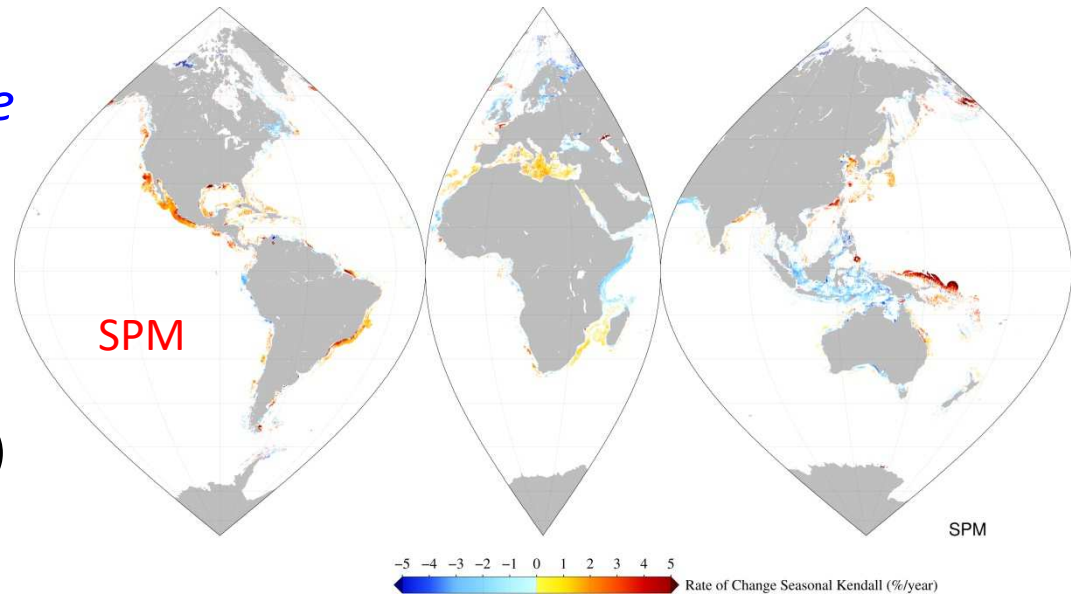 e
SPM
)
SPM
−5 −4 −3 −2 −1 0 1 2 3 4 5 Rate of Change Seasonal Kendall (%/year)